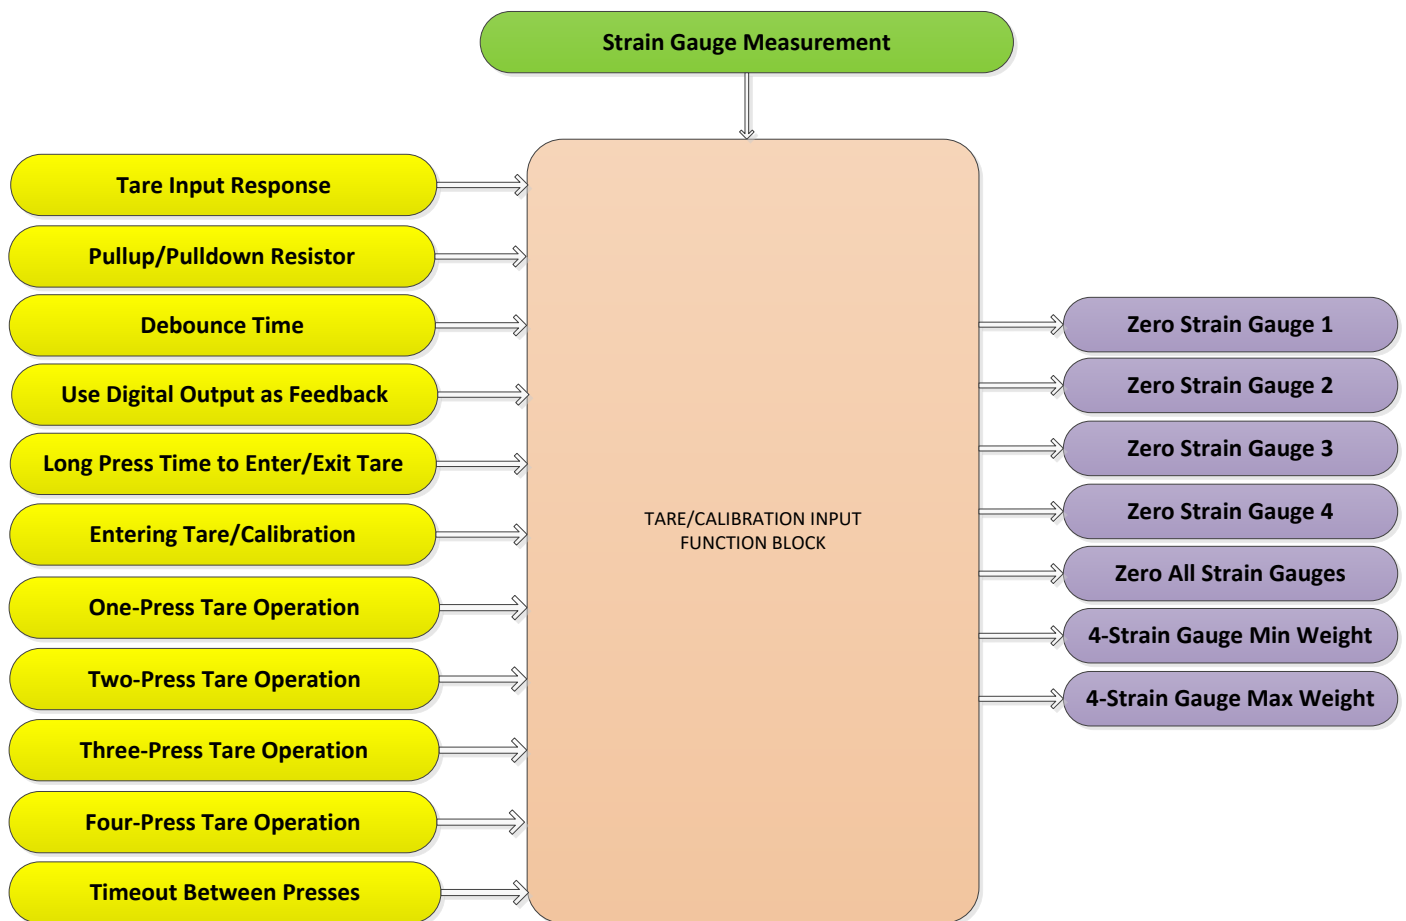 Strain Gauge Measurement
Tare Input Response
Pullup/Pulldown Resistor
Debounce Time
Use Digital Output as Feedback
Long Press Time to Enter/Exit Tare
Entering Tare/Calibration
One-Press Tare Operation
Two-Press Tare Operation
Three-Press Tare Operation
Four-Press Tare Operation
Timeout Between Presses
TARE/CALIBRATION INPUT
FUNCTION BLOCK
Zero Strain Gauge 1
Zero Strain Gauge 2
Zero Strain Gauge 3
Zero Strain Gauge 4
Zero All Strain Gauges
4-Strain Gauge Min Weight
4-Strain Gauge Max Weight